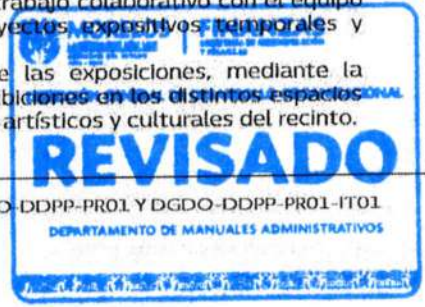 trabajo colaborativo con el equipo
yectos expositivos temporales y
e las exposiciones, mediante la
biciones en los distintos espacios
artísticos y culturales del recinto.
REVISADO
O-DDPP-PR01 Y DGDO-DDPP-PR01-IT01
DEPARTAMENTO DE MANUALES ADMINISTRATIVOS